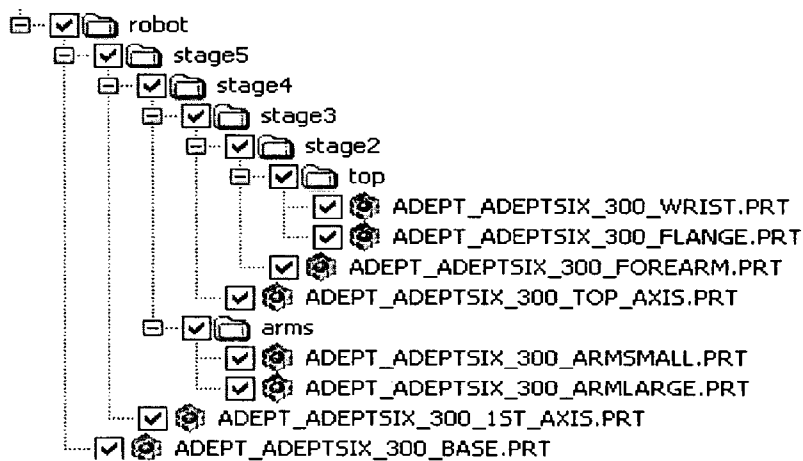 robot
stage5
stage4
stage3
stage2
top
ADEPT_ADEPTSIX_300_WRIST.PRT
ADEPT_ADEPTSIX_300_FLANGE.PRT
ADEPT_ADEPTSIX_300_FOREARM.PRT
ADEPT_ADEPTSIX_300_TOP_AXIS.PRT
arms
ADEPT_ADEPTSIX_300_ARMSMALL.PRT
ADEPT_ADEPTSIX_300_ARMLARGE.PRT
ADEPT_ADEPTSIX_300_1ST_AXIS.PRT
ADEPT_ADEPTSIX_300_BASE.PRT